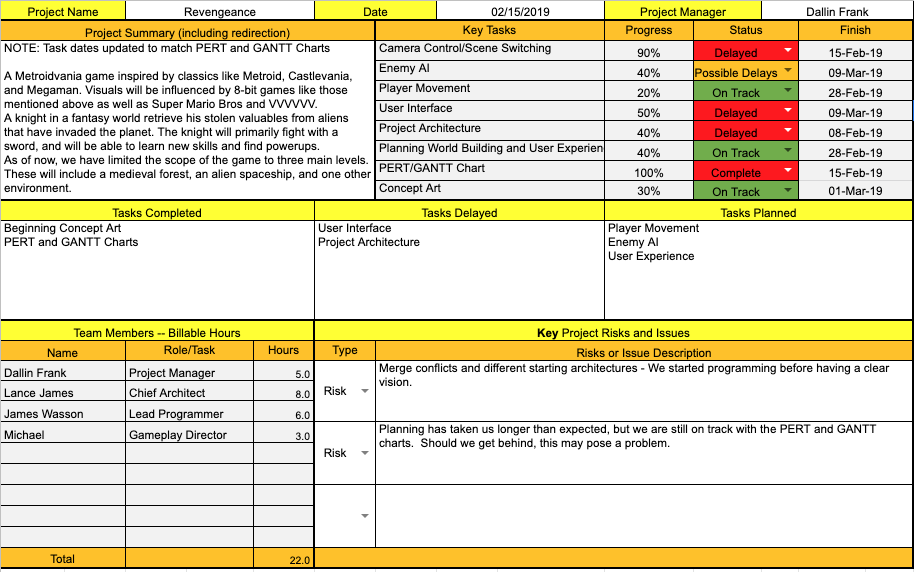 Project Name Revengeance Date 02/15/2019 Project Manager Dallin Frank
Project Summary (including redirection) Key Tasks Progress Status Finish
NOTE: Task dates updated to match PERT and GANTT Charts
A Metroidvania game inspired by classics like Metroid, Castlevania,
and Megaman. Visuals will be influenced by 8-bit games like those
mentioned above as well as Super Mario Bros and VVVVVV.
A knight in a fantasy world retrieve his stolen valuables from aliens
that have invaded the planet. The knight will primarily fight with a
sword, and will be able to learn new skills and find powerups.
As of now, we have limited the scope of the game to three main levels.
These will include a medieval forest, an alien spaceship, and one other
environment.
Camera Control/Scene Switching 90% Delayed 15-Feb-19
Enemy AI 40% Possible Delays 09-Mar-19
Player Movement 20% On Track 28-Feb-19
User Interface 50% Delayed 09-Mar-19
Project Architecture 40% Delayed 08-Feb-19
Planning World Building and User Experien 40% On Track 28-Feb-19
PERT/GANTT Chart 100% Complete 15-Feb-19
Concept Art 30% On Track 01-Mar-19
Tasks Completed Tasks Delayed Tasks Planned
Beginning Concept Art
PERT and GANTT Charts
User Interface
Project Architecture
Player Movement
Enemy AI
User Experience
Team Members -- Billable Hours Key Project Risks and Issues
Name Role/Task Hours Type Risks or Issue Description
Dallin Frank Project Manager 5.0
Lance James Chief Architect 8.0
James Wasson Lead Programmer 6.0
Michael Gameplay Director 3.0
Total 22.0
Risk
Merge conflicts and different starting architectures - We started programming before having a clear
vision.
Risk
Planning has taken us longer than expected, but we are still on track with the PERT and GANTT
charts. Should we get behind, this may pose a problem.